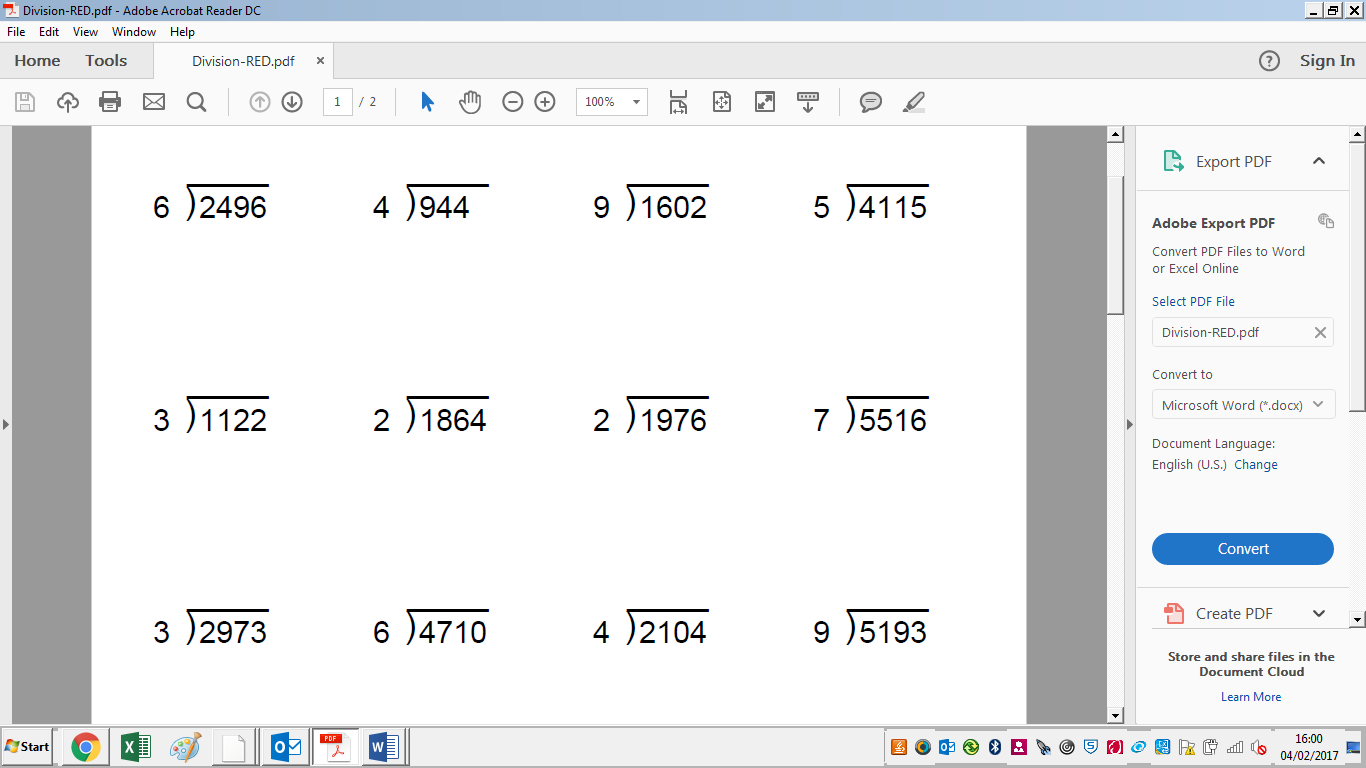 Division-RED.pdf - Adobe Acrobat Reader DC
File Edit View Window Help
Home Tools Division-RED.pdf × Sign In
1 / 2 100%
6 )2496 4 )944 9 )1602 5 )4115
3 )1122 2 )1864 2 )1976 7 )5516
3 )2973 6 )4710 4 )2104 9 )5193
Export PDF
Adobe Export PDF
Convert PDF Files to Word
or Excel Online
Select PDF File
Division-RED.pdf
Convert to
Microsoft Word (*.docx)
Document Language:
English (U.S.) Change
Convert
Create PDF
Store and share files in the
Document Cloud
Learn More
Start
16:00
04/02/2017